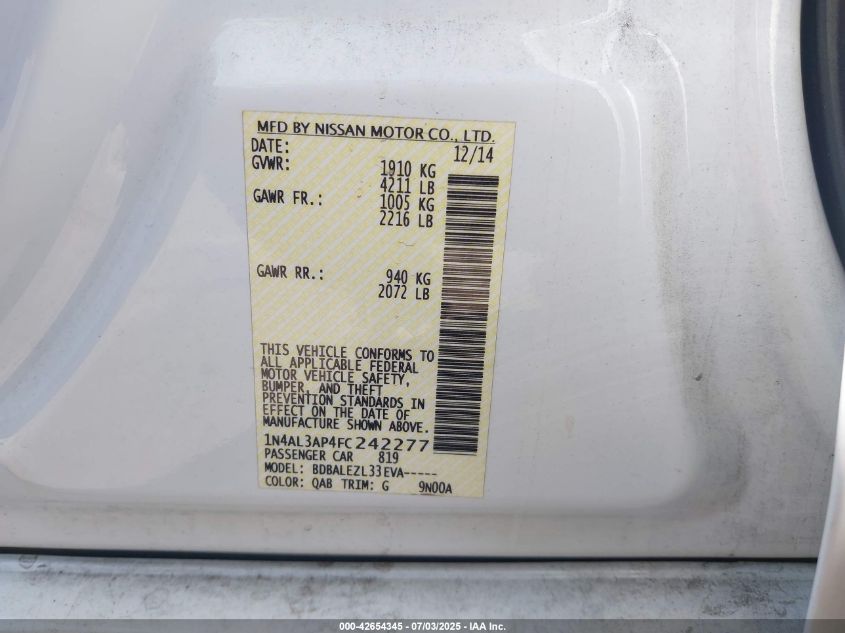 MFD BY NISSAN MOTOR CO., LTD.
DATE: 12/14
GVWR: 1910 KG
4211 LB
GAWR FR.: 1005 KG
2216 LB
GAWR RR.: 940 KG
2072 LB
THIS VEHICLE CONFORMS TO
ALL APPLICABLE FEDERAL
MOTOR VEHICLE SAFETY,
BUMPER, AND THEFT
PREVENTION STANDARDS IN
EFFECT ON THE DATE OF
MANUFACTURE SHOWN ABOVE.
1N4AL3AP4FC242277
PASSENGER CAR 819
MODEL: BDBALEZL33EVA-----
COLOR: QAB TRIM: G 9N00A
000-42654345 - 07/03/2025 - IAA Inc.